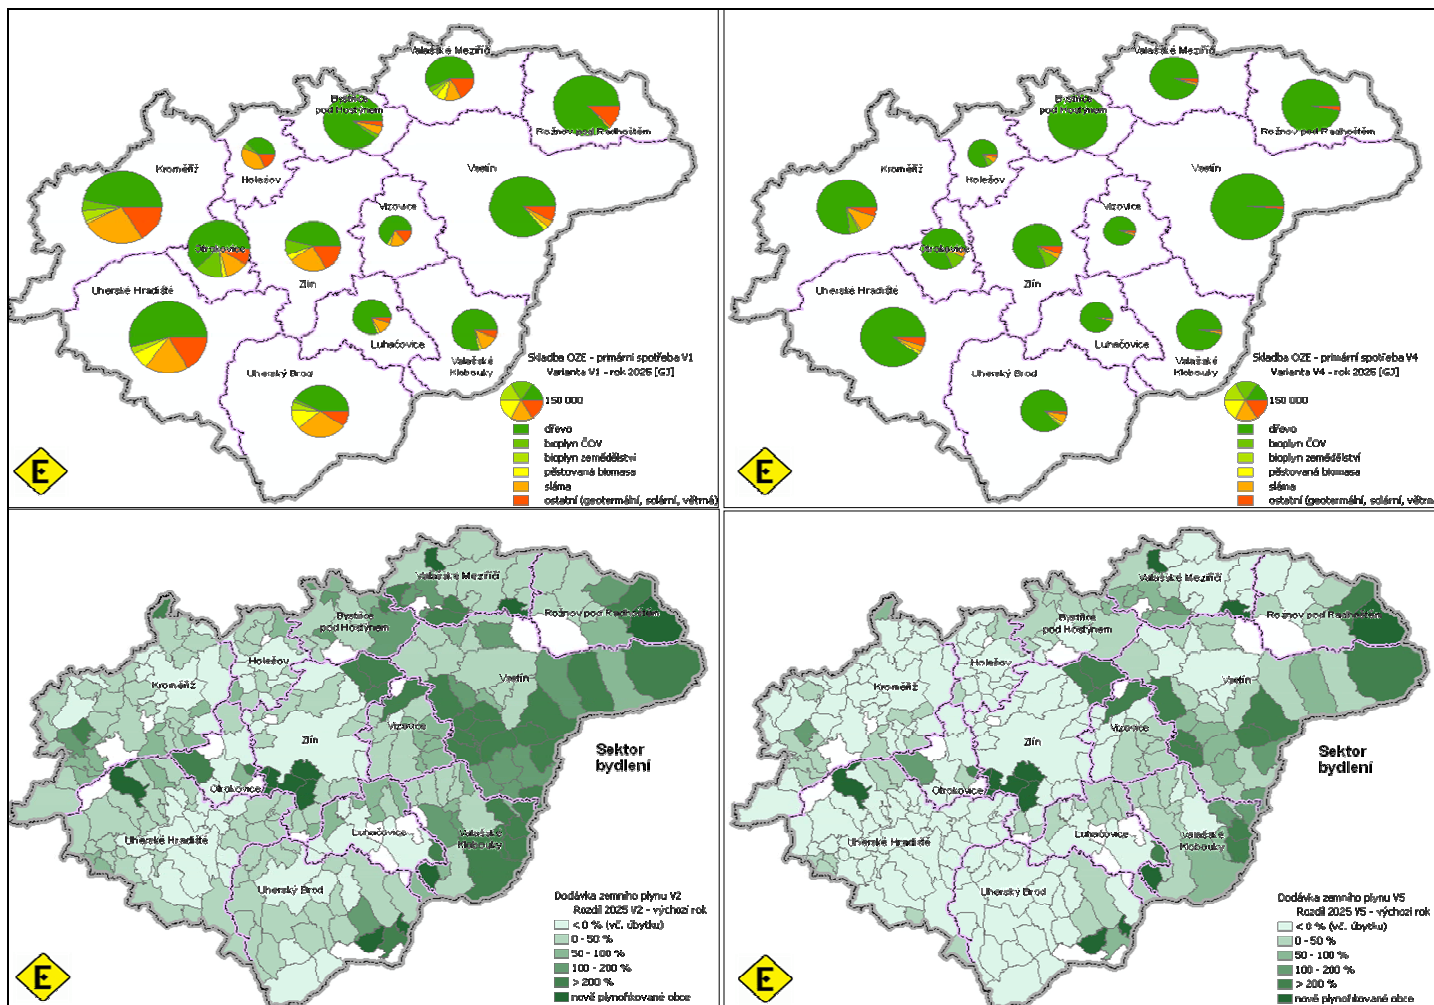 Valašské Meziříčí
Bystřice
pod Hostýnem
Rožnov pod Radhoštěm
Kroměříž
Holešov
Vsetín
Vizovice
Otrokovice
Uherské Hradiště
Zlín
Luhačovice
Valašské
Klobouky
Uherský Brod
Skladba OZE - primární spotřeba V1
Varianta V1 - rok 2025 [GJ]
150 000
dřevo
bioplyn ČOV
bioplyn zemědělství
pěstovaná biomasa
sláma
ostatní (geotermální, solární, větrná)
E
Valašské Meziříčí
Bystřice
pod Hostýnem
Rožnov pod Radhoštěm
Kroměříž
Holešov
Vsetín
Vizovice
Otrokovice
Uherské Hradiště
Zlín
Luhačovice
Valašské
Klobouky
Uherský Brod
Skladba OZE - primární spotřeba V4
Varianta V4 - rok 2025 [GJ]
150 000
dřevo
bioplyn ČOV
bioplyn zemědělství
pěstovaná biomasa
sláma
ostatní (geotermální, solární, větrná
E
Valašské Meziříčí
Bystřice
pod Hostýnem
Rožnov pod Radhoštěm
Holešov
Kroměříž
Vsetín
Vizovice
Zlín
Sektor
bydlení
Otrokovice
Uherské Hradiště
Luhačovice
Valašské
Klobouky
Uherský Brod
Dodávka zemního plynu V2
Rozdíl 2025 V2 - výchozí rok
< 0 % (vč. úbytku)
0 - 50 %
50 - 100 %
100 - 200 %
> 200 %
nově plynofikované obce
E
Valašské Meziříčí
Bystřice
pod Hostýnem
Rožnov pod Radhoštěm
Holešov
Kroměříž
Vsetín
Vizovice
Zlín
Sektor
bydlení
Otrokovice
Uherské Hradiště
Luhačovice
Valašské
Klobouky
Uherský Brod
Dodávka zemního plynu V5
Rozdíl 2025 V5 - výchozí rok
< 0 % (vč. úbytku)
0 - 50 %
50 - 100 %
100 - 200 %
> 200 %
nově plynofikované obce
E